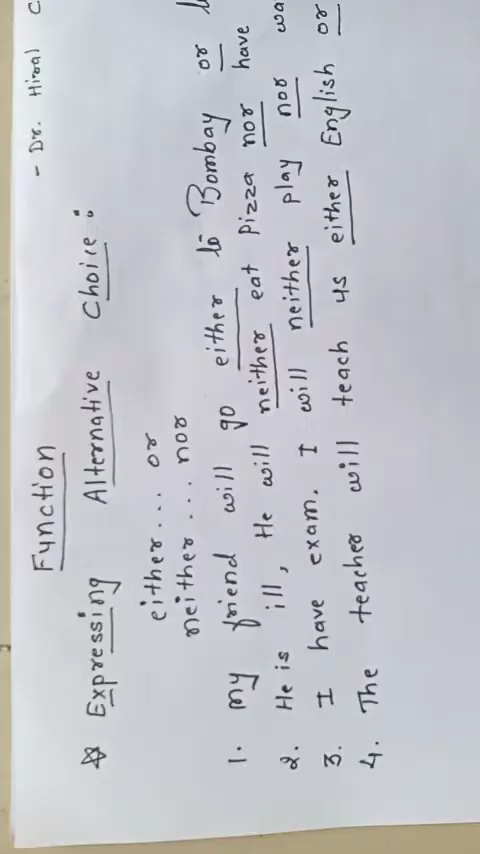 - Dr. Hiral C
Function
☆ Expressing Alternative Choice :
either... or
neither... nor
1. My friend will go either to Bombay or
2. He is ill, He will neither eat pizza nor have
3. I have exam. I will neither play nor wa
4. The teacher will teach us either English or